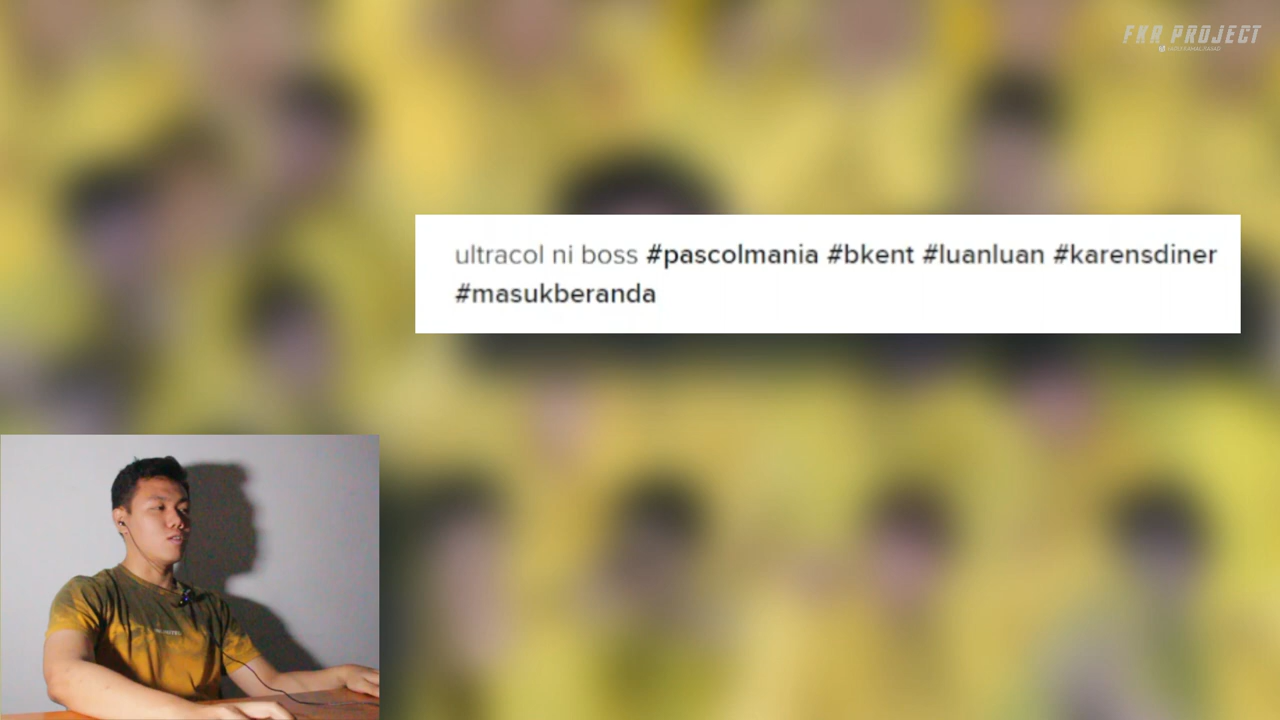 FKR PROJECT
ultracol ni boss #pascolmania #bkent #luanluan #karensdiner
#masukberanda